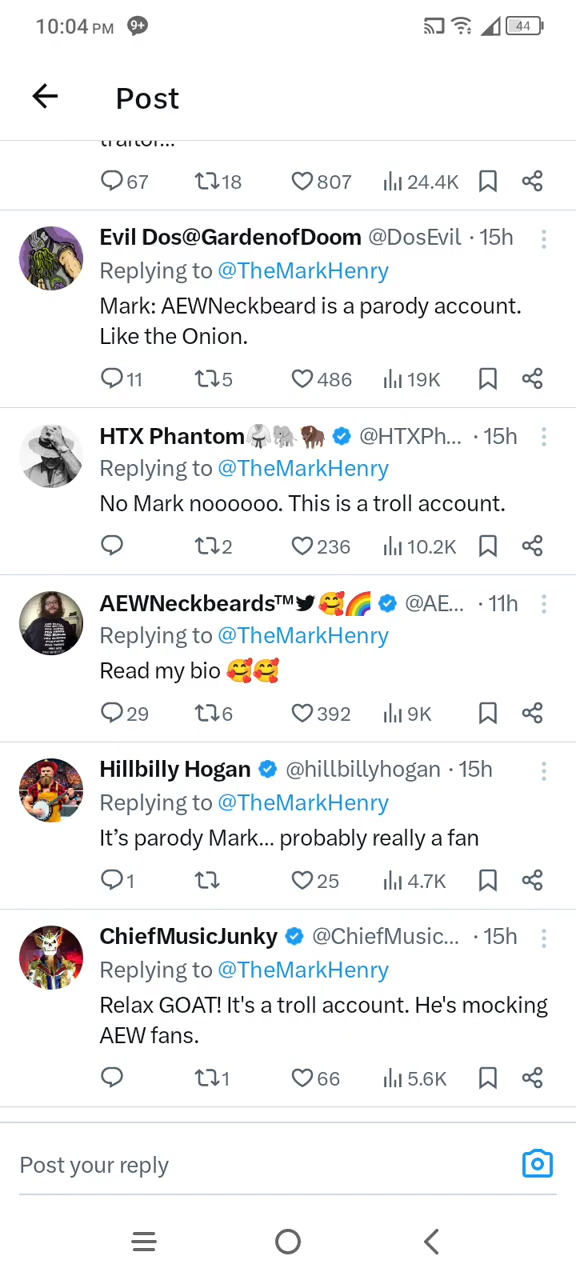 10:04 PM 9+ 44
Post
traitor...
67 18 807 24.4K
Evil Dos@GardenofDoom @DosEvil · 15h
Replying to @TheMarkHenry
Mark: AEWNeckbeard is a parody account.
Like the Onion.
11 5 486 19K
HTX Phantom🥋🐘🦬 @HTXPh... · 15h
Replying to @TheMarkHenry
No Mark noooooo. This is a troll account.
2 236 10.2K
AEWNeckbeards™🥰🌈 @AE... · 11h
Replying to @TheMarkHenry
Read my bio 🥰🥰
29 6 392 9K
Hillbilly Hogan @hillbillyhogan · 15h
Replying to @TheMarkHenry
It’s parody Mark... probably really a fan
1 25 4.7K
ChiefMusicJunky @ChiefMusic... · 15h
Replying to @TheMarkHenry
Relax GOAT! It's a troll account. He's mocking
AEW fans.
1 66 5.6K
Post your reply